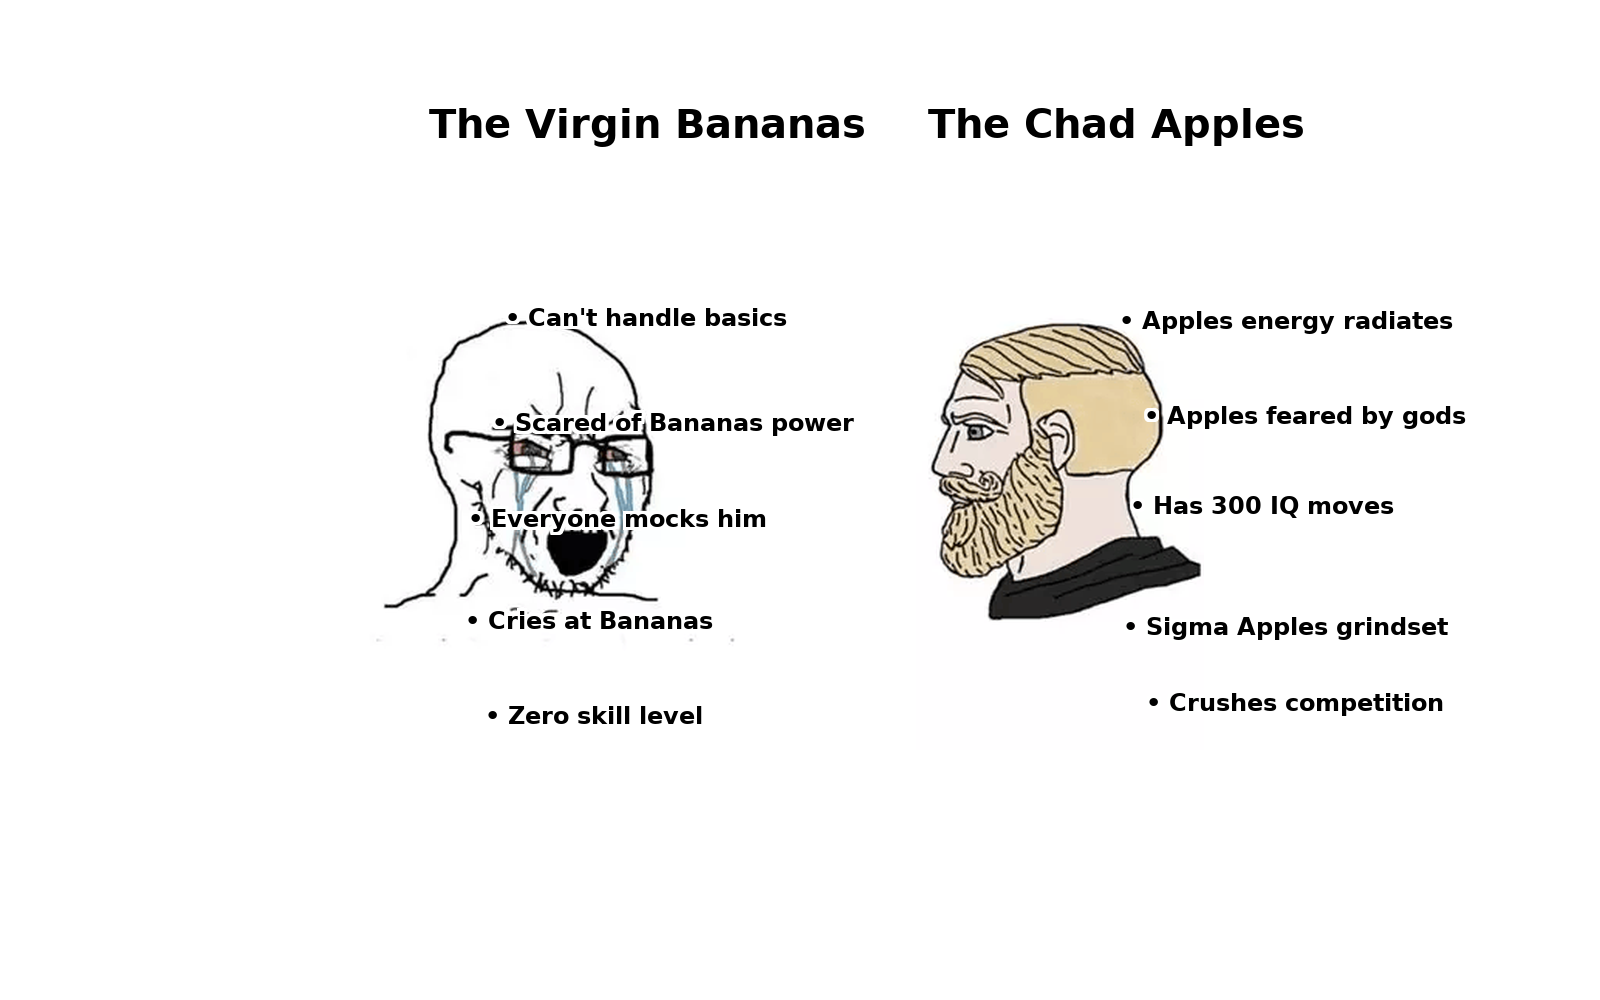 The Virgin Bananas
• Can't handle basics
• Scared of Bananas power
• Everyone mocks him
• Cries at Bananas
• Zero skill level
The Chad Apples
• Apples energy radiates
• Apples feared by gods
• Has 300 IQ moves
• Sigma Apples grindset
• Crushes competition